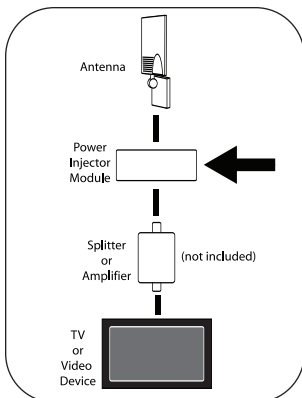 Antenna
Power
Injector
Module
Splitter
or
Amplifier
(not included)
TV
or
Video
Device